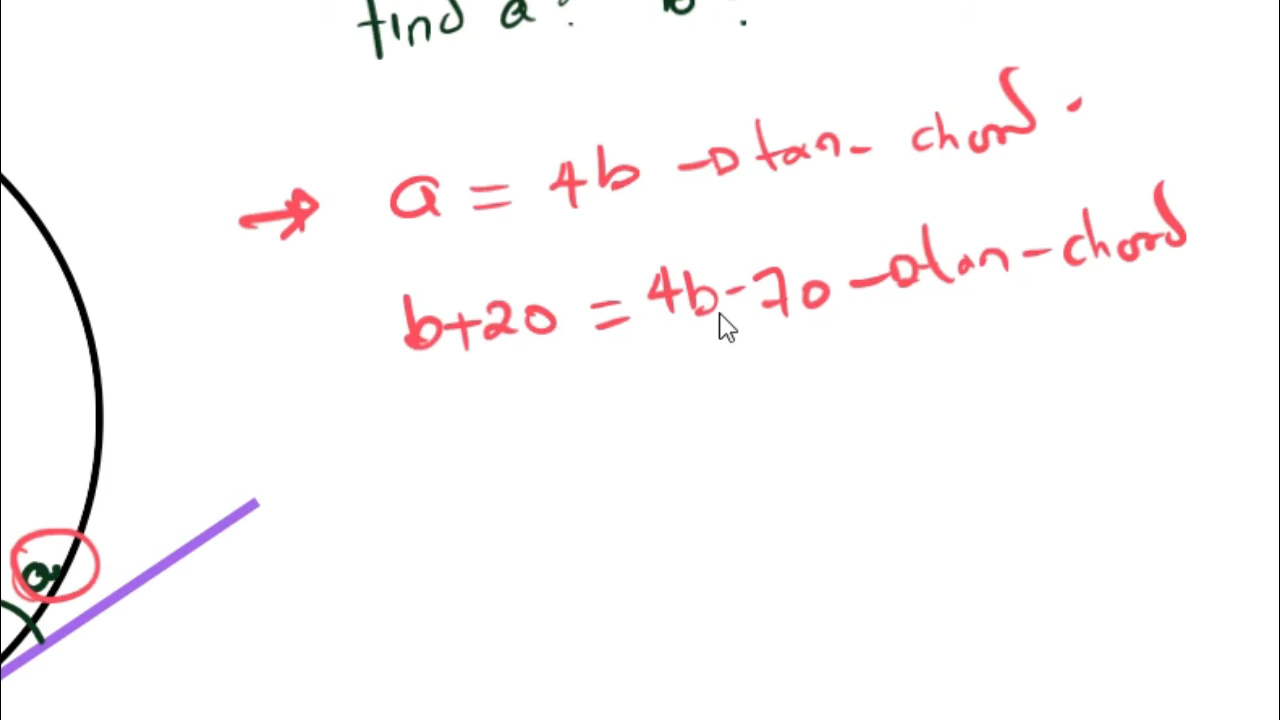 find a? b?
a = 4b → tan - chord.
b+20 = 4b-70 → tan - chord
a